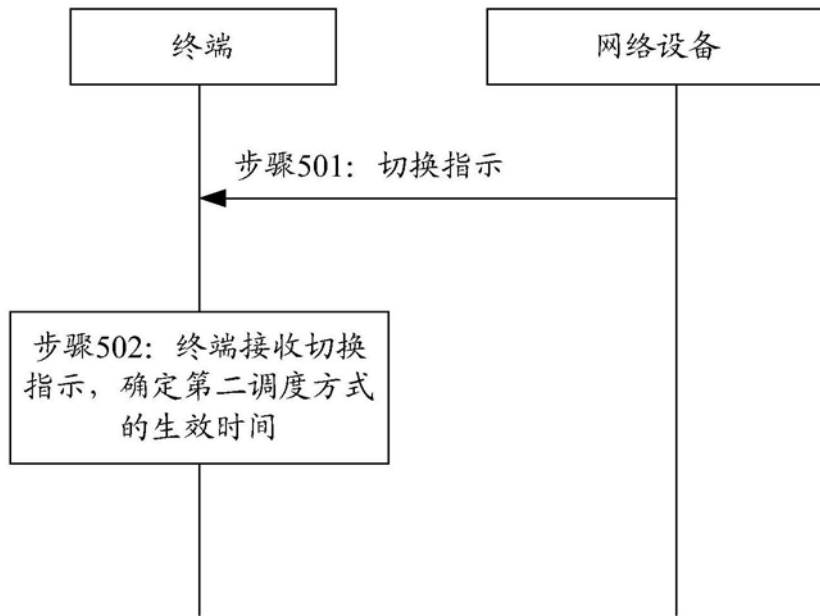 终端
网络设备
步骤501：切换指示
步骤502：终端接收切换
指示，确定第二调度方式
的生效时间